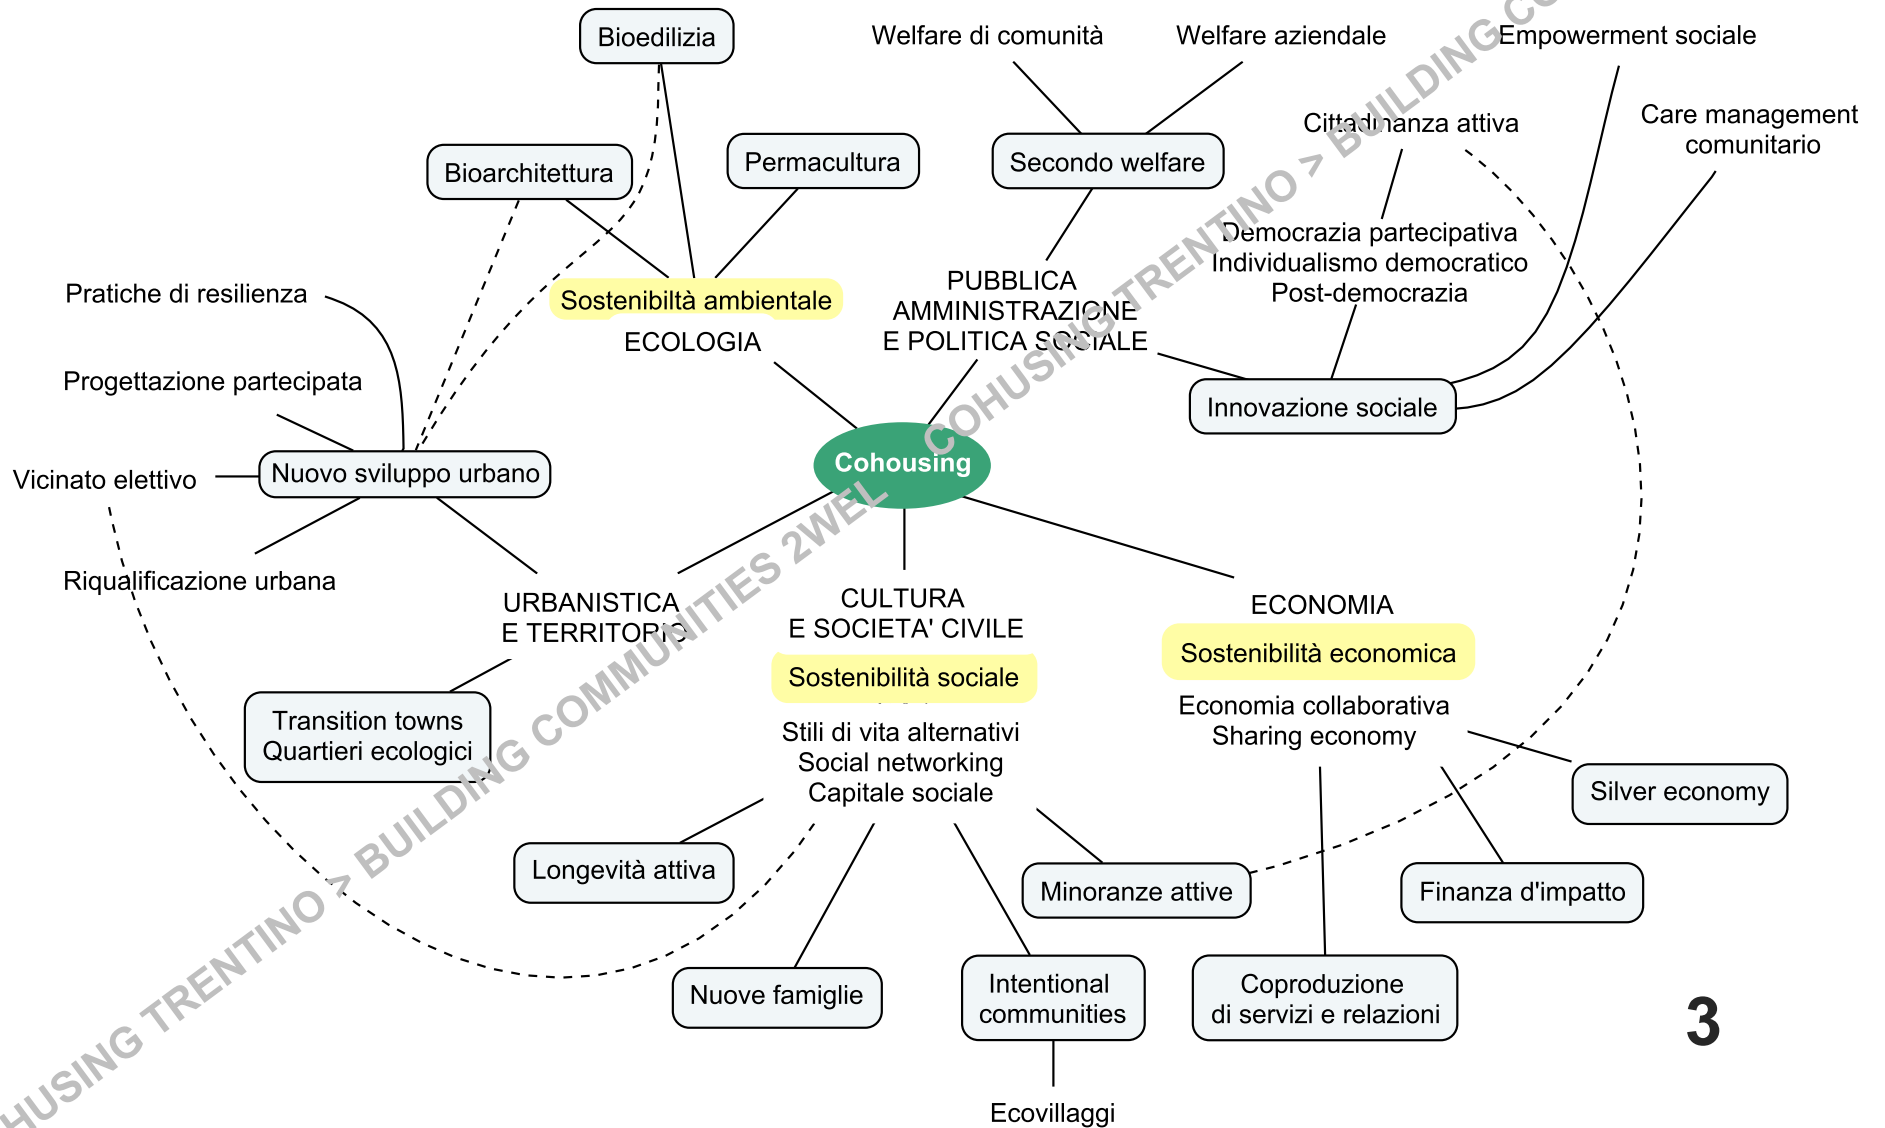 Bioedilizia
Welfare di comunità
Welfare aziendale
Empowerment sociale
Care management
comunitario
Cittadinanza attiva
Bioarchitettura
Permacultura
Secondo welfare
Democrazia partecipativa
Individualismo democratico
Post-democrazia
Pratiche di resilienza
Sostenibiltà ambientale
ECOLOGIA
PUBBLICA
AMMINISTRAZIONE
E POLITICA SOCIALE
Progettazione partecipata
Innovazione sociale
Vicinato elettivo
Nuovo sviluppo urbano
Cohousing
Riqualificazione urbana
URBANISTICA
E TERRITORIO
CULTURA
E SOCIETA' CIVILE
Sostenibilità sociale
Stili di vita alternativi
Social networking
Capitale sociale
ECONOMIA
Sostenibilità economica
Economia collaborativa
Sharing economy
Transition towns
Quartieri ecologici
Silver economy
Longevità attiva
Minoranze attive
Finanza d'impatto
Nuove famiglie
Intentional
communities
Coproduzione
di servizi e relazioni
Ecovillaggi
3
HUSING TRENTINO > BUILDING COMMUNITIES 2WEL
COHUSING TRENTINO > BUILDING CO